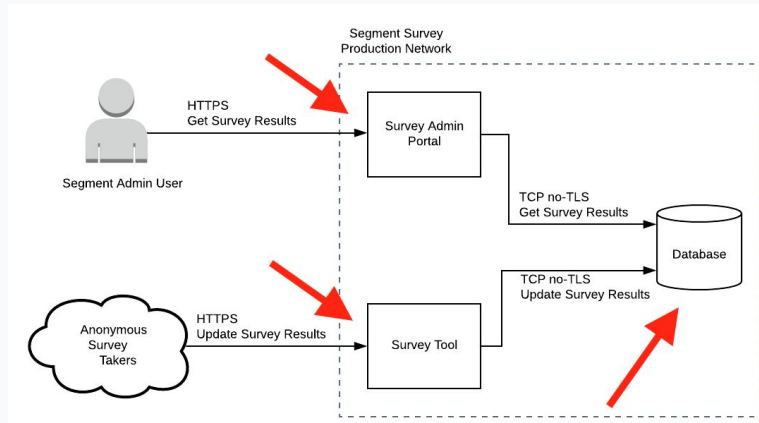 Segment Survey
Production Network
HTTPS
Get Survey Results
Survey Admin
Portal
Segment Admin User
TCP no-TLS
Get Survey Results
Database
TCP no-TLS
Update Survey Results
HTTPS
Update Survey Results
Anonymous
Survey
Takers
Survey Tool